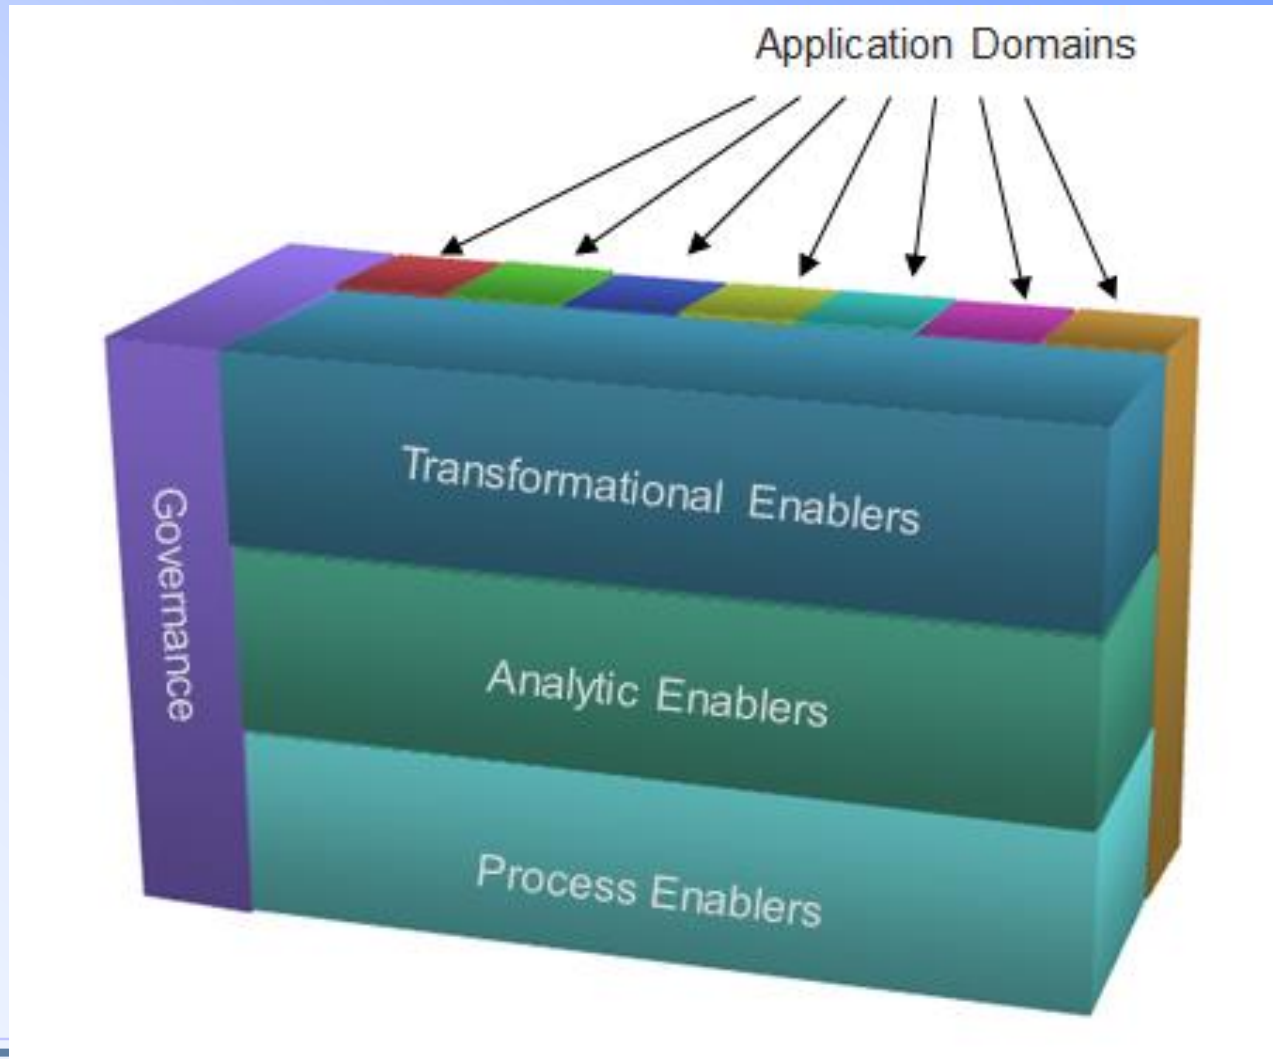 Application Domains
Transformational Enablers
Governance
Analytic Enablers
Process Enablers